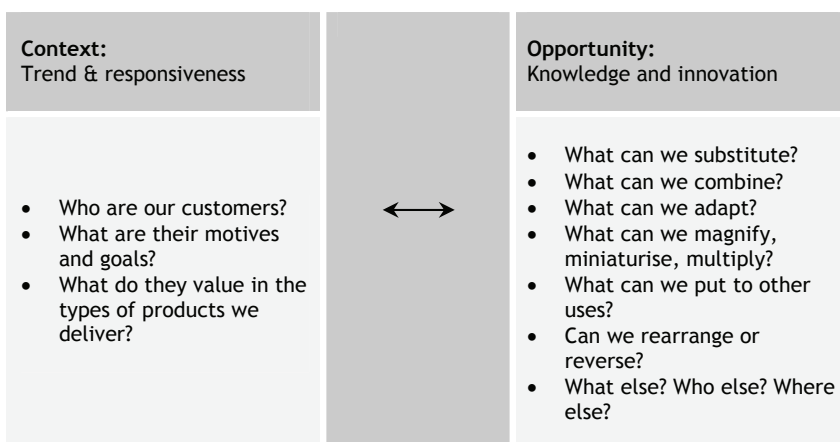 Context:
Trend & responsiveness
• Who are our customers?
• What are their motives
and goals?
• What do they value in the
types of products we
deliver?
Opportunity:
Knowledge and innovation
• What can we substitute?
• What can we combine?
• What can we adapt?
• What can we magnify,
miniaturise, multiply?
• What can we put to other
uses?
• Can we rearrange or
reverse?
• What else? Who else? Where
else?